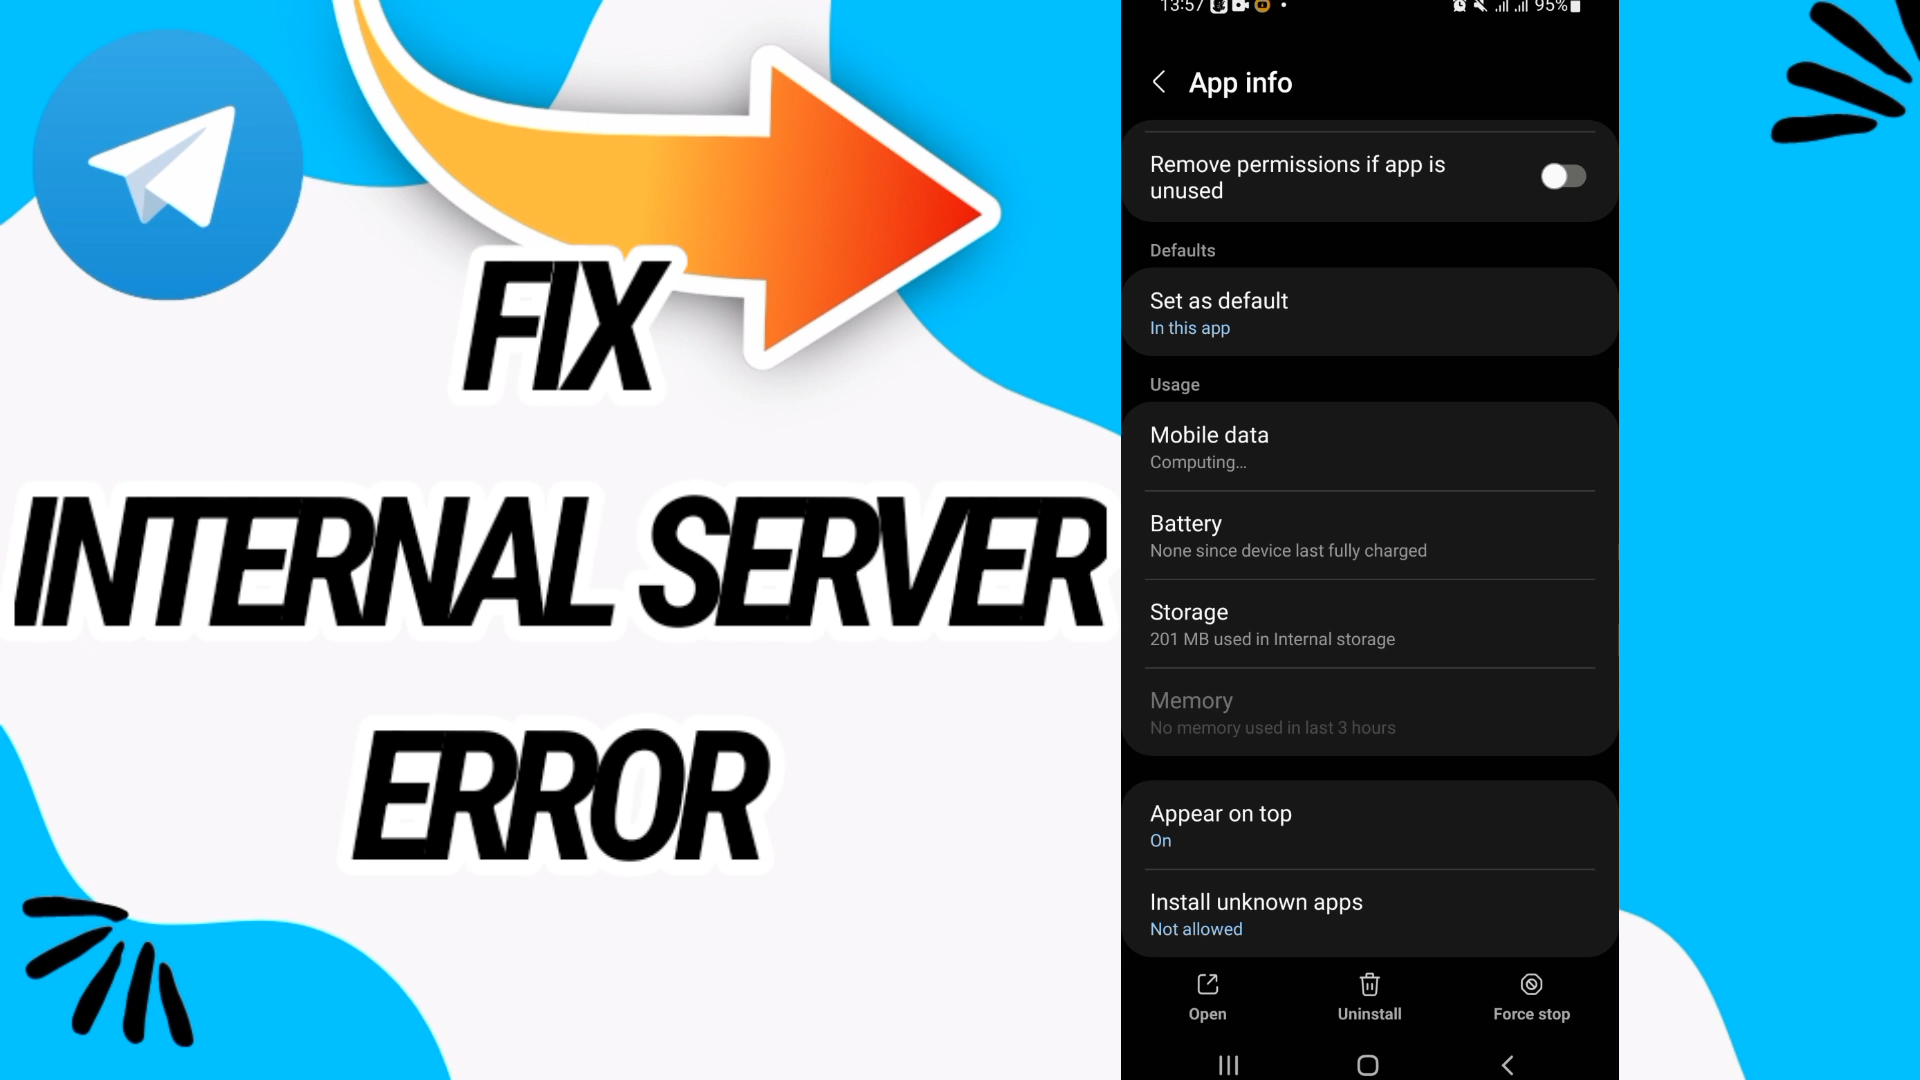 FIX
INTERNAL SERVER
ERROR
13:57
95%
App info
Remove permissions if app is
unused
Defaults
Set as default
In this app
Usage
Mobile data
Computing...
Battery
None since device last fully charged
Storage
201 MB used in Internal storage
Memory
No memory used in last 3 hours
Appear on top
On
Install unknown apps
Not allowed
Open
Uninstall
Force stop